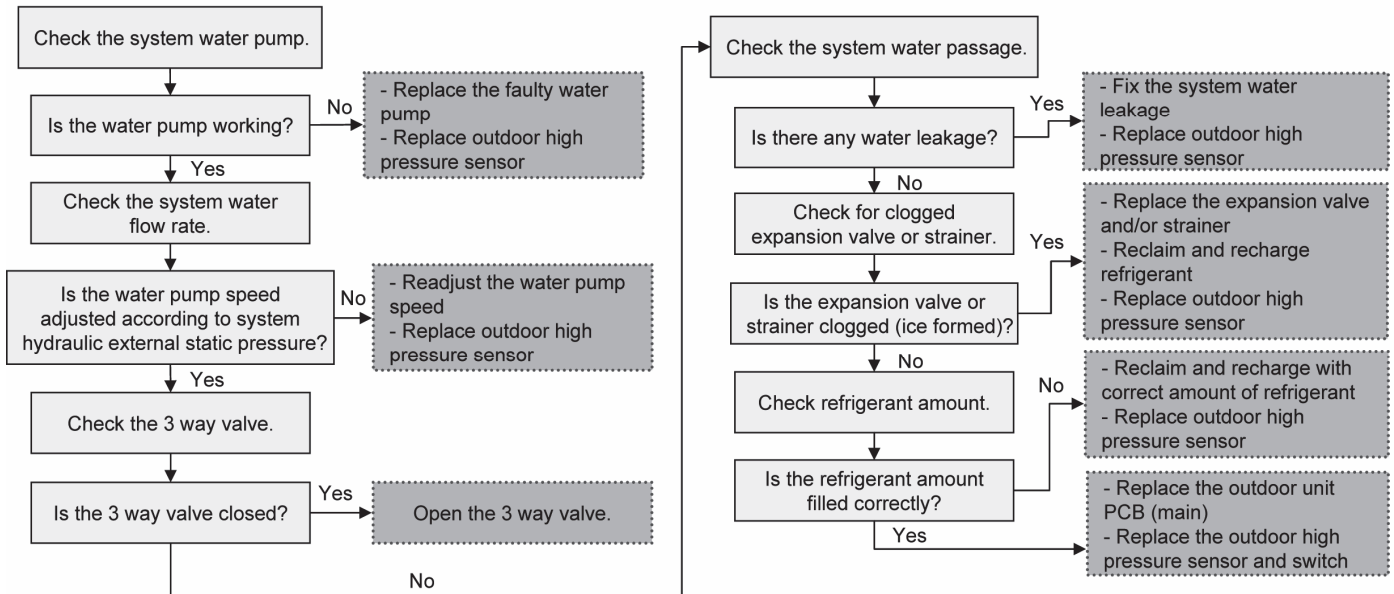 Check the system water pump.
Is the water pump working?
No
- Replace the faulty water
pump
- Replace outdoor high
pressure sensor
Yes
Check the system water
flow rate.
Is the water pump speed
adjusted according to system
hydraulic external static pressure?
No
- Readjust the water pump
speed
- Replace outdoor high
pressure sensor
Yes
Check the 3 way valve.
Is the 3 way valve closed?
Yes
Open the 3 way valve.
No
Check the system water passage.
Is there any water leakage?
Yes
- Fix the system water
leakage
- Replace outdoor high
pressure sensor
No
Check for clogged
expansion valve or strainer.
Is the expansion valve or
strainer clogged (ice formed)?
Yes
- Replace the expansion valve
and/or strainer
- Reclaim and recharge
refrigerant
- Replace outdoor high
pressure sensor
No
Check refrigerant amount.
Is the refrigerant amount
filled correctly?
No
- Reclaim and recharge with
correct amount of refrigerant
- Replace outdoor high
pressure sensor
Yes
- Replace the outdoor unit
PCB (main)
- Replace the outdoor high
pressure sensor and switch